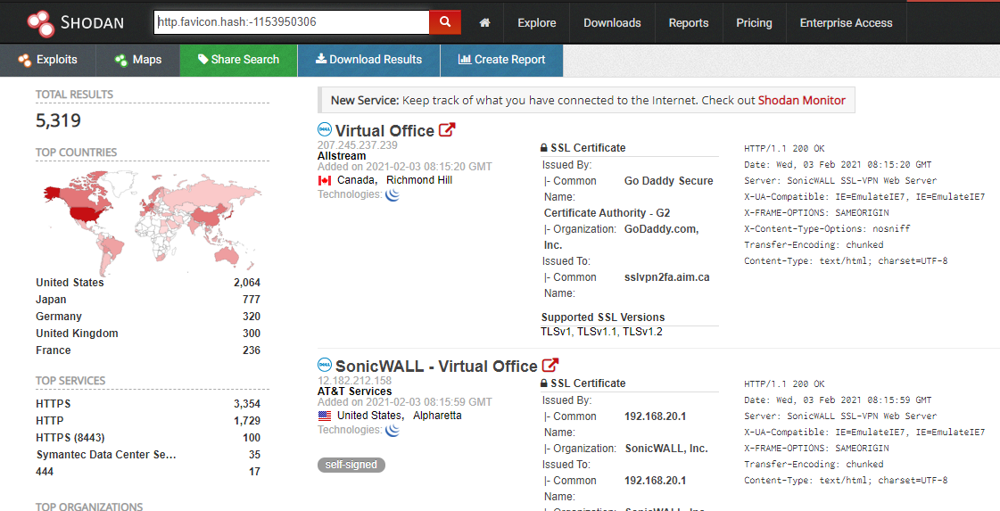 SHODAN
http.favicon.hash:-1153950306
Explore
Downloads
Reports
Pricing
Enterprise Access
Exploits
Maps
Share Search
Download Results
Create Report
TOTAL RESULTS
5,319
TOP COUNTRIES
United States 2,064
Japan 777
Germany 320
United Kingdom 300
France 236
TOP SERVICES
HTTPS 3,354
HTTP 1,729
HTTPS (8443) 100
Symantec Data Center Se... 35
444 17
TOP ORGANIZATIONS
New Service: Keep track of what you have connected to the Internet. Check out Shodan Monitor
DELL Virtual Office
207.245.237.239
Allstream
Added on 2021-02-03 08:15:20 GMT
Canada, Richmond Hill
Technologies:
SSL Certificate
Issued By:
|- Common Name: Go Daddy Secure
Certificate Authority - G2
|- Organization: GoDaddy.com,
Inc.
Issued To:
|- Common Name: sslvpn2fa.aim.ca
Supported SSL Versions
TLSv1, TLSv1.1, TLSv1.2
HTTP/1.1 200 OK
Date: Wed, 03 Feb 2021 08:15:20 GMT
Server: SonicWALL SSL-VPN Web Server
X-UA-Compatible: IE=EmulateIE7, IE=EmulateIE7
X-FRAME-OPTIONS: SAMEORIGIN
X-Content-Type-Options: nosniff
Transfer-Encoding: chunked
Content-Type: text/html; charset=UTF-8
DELL SonicWALL - Virtual Office
12.182.212.158
AT&T Services
Added on 2021-02-03 08:15:59 GMT
United States, Alpharetta
Technologies:
self-signed
SSL Certificate
Issued By:
|- Common Name: 192.168.20.1
|- Organization: SonicWALL, Inc.
Issued To:
|- Common Name: 192.168.20.1
|- Organization: SonicWALL, Inc.
HTTP/1.1 200 OK
Date: Wed, 03 Feb 2021 08:15:59 GMT
Server: SonicWALL SSL-VPN Web Server
X-UA-Compatible: IE=EmulateIE7, IE=EmulateIE7
X-FRAME-OPTIONS: SAMEORIGIN
Transfer-Encoding: chunked
Content-Type: text/html; charset=UTF-8